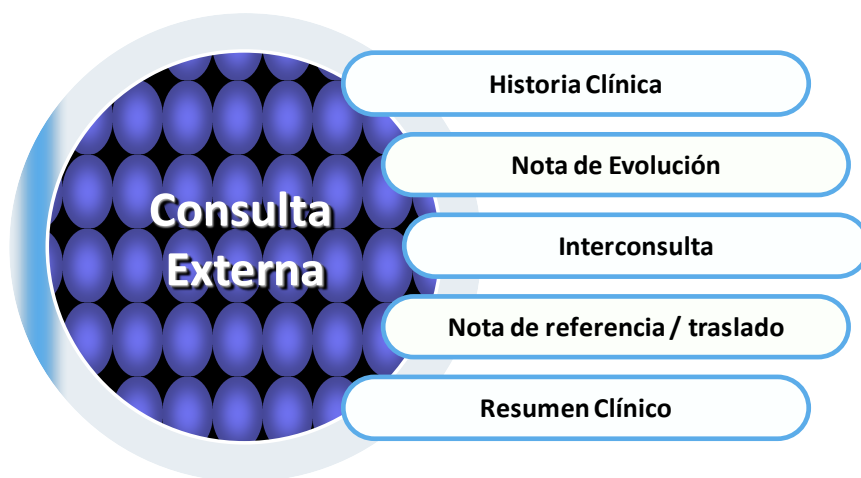 Consulta
Externa
Historia Clínica
Nota de Evolución
Interconsulta
Nota de referencia / traslado
Resumen Clínico